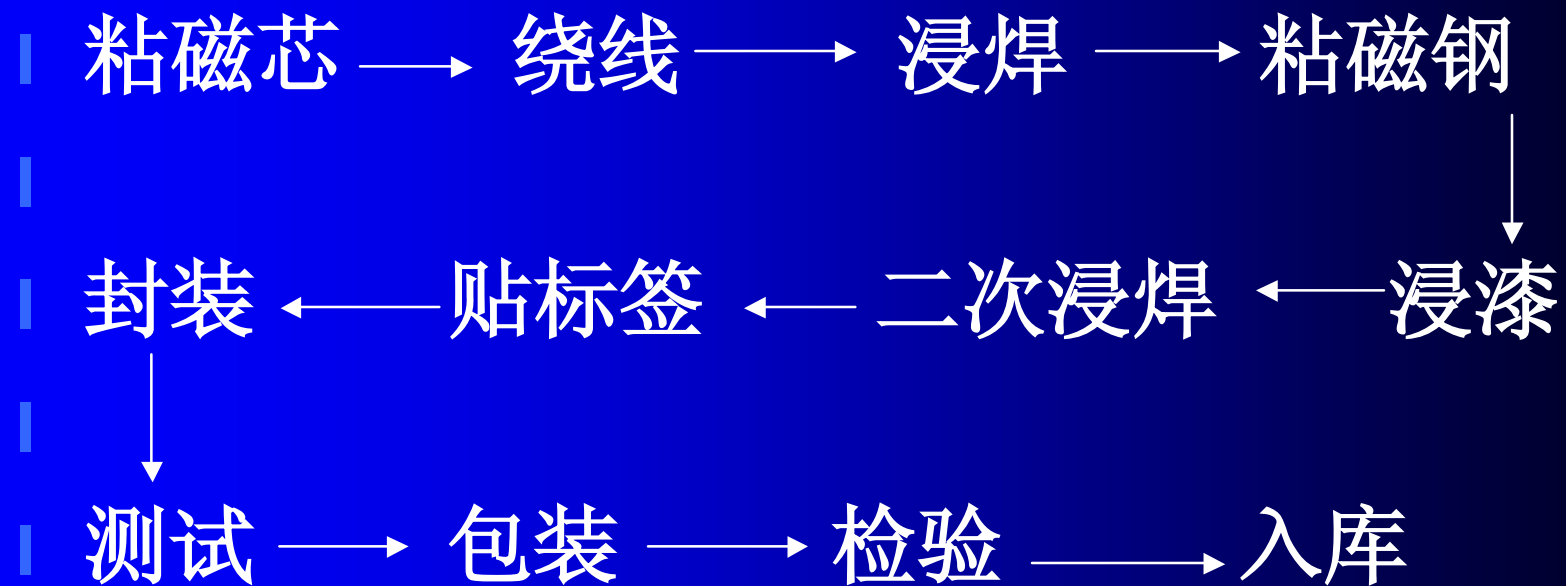 粘磁芯 绕线 浸焊 粘磁钢
封装 贴标签 二次浸焊 浸漆
测试 包装 检验 入库